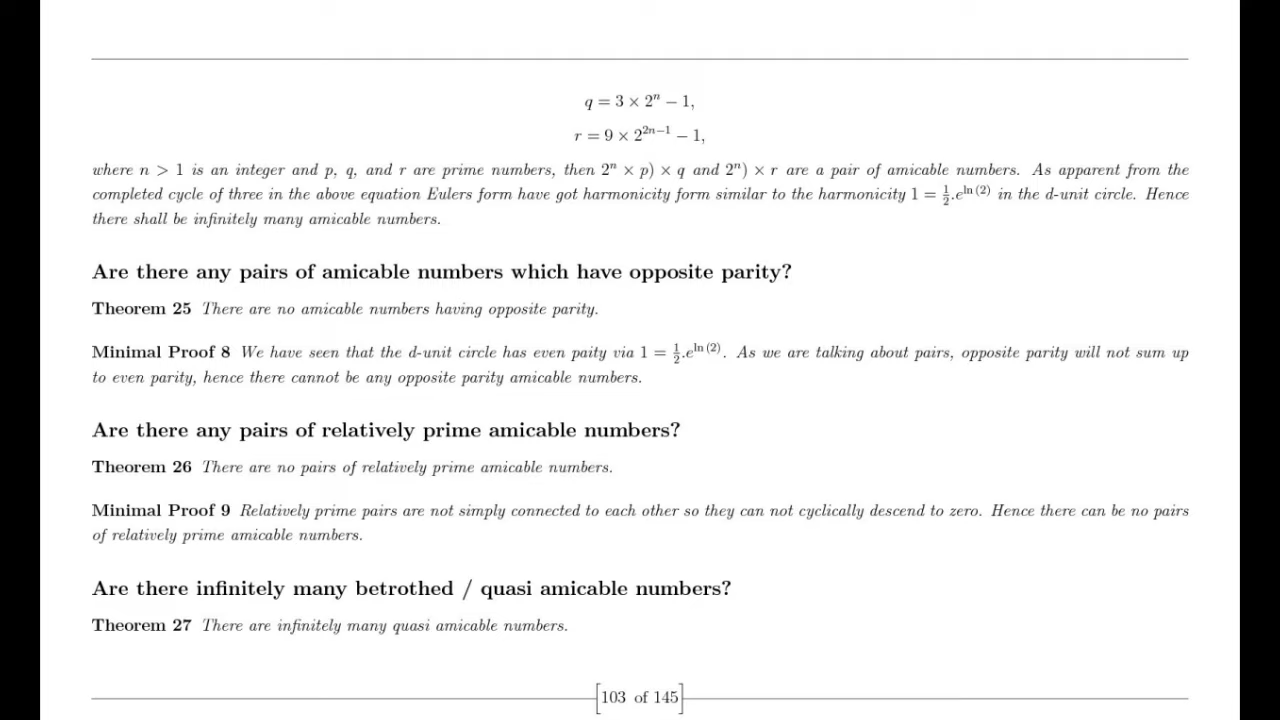 q = 3 × 2ⁿ − 1,
r = 9 × 2²ⁿ⁻¹ − 1,
where n > 1 is an integer and p, q, and r are prime numbers, then 2ⁿ × p) × q and 2ⁿ) × r are a pair of amicable numbers. As apparent from the
completed cycle of three in the above equation Eulers form have got harmonicity form similar to the harmonicity 1 = ½.e^ln (2) in the d-unit circle. Hence
there shall be infinitely many amicable numbers.
Are there any pairs of amicable numbers which have opposite parity?
Theorem 25 There are no amicable numbers having opposite parity.
Minimal Proof 8 We have seen that the d-unit circle has even paity via 1 = ½.e^ln (2). As we are talking about pairs, opposite parity will not sum up
to even parity, hence there cannot be any opposite parity amicable numbers.
Are there any pairs of relatively prime amicable numbers?
Theorem 26 There are no pairs of relatively prime amicable numbers.
Minimal Proof 9 Relatively prime pairs are not simply connected to each other so they can not cyclically descend to zero. Hence there can be no pairs
of relatively prime amicable numbers.
Are there infinitely many betrothed / quasi amicable numbers?
Theorem 27 There are infinitely many quasi amicable numbers.
[103 of 145]